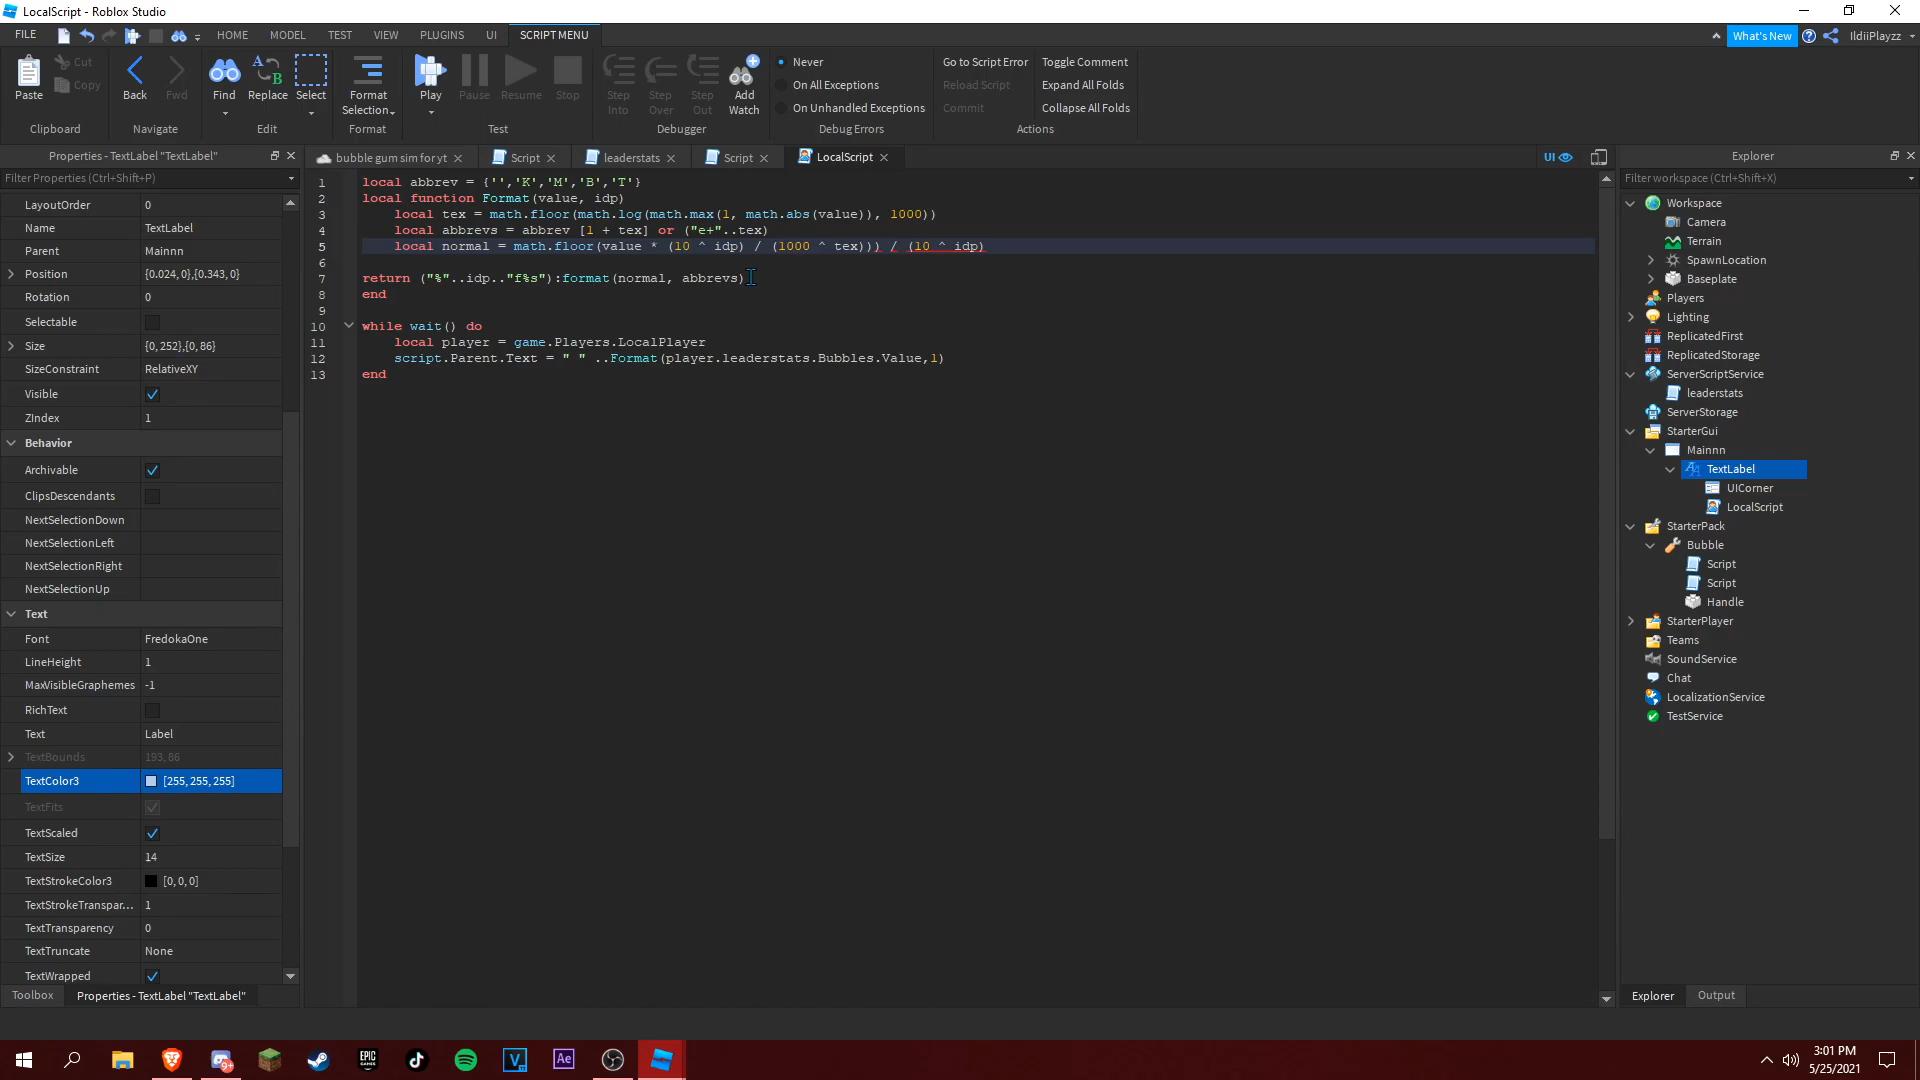 LocalScript - Roblox Studio
FILE
HOME
MODEL
TEST
VIEW
PLUGINS
UI
SCRIPT MENU
What's New
IldiiPlayzz
Paste
Cut
Copy
Clipboard
Back
Fwd
Navigate
Find
Replace
Select
Edit
Format
Selection
Format
Play
Pause
Resume
Stop
Test
Step
Into
Step
Over
Step
Out
Add
Watch
Debugger
Never
On All Exceptions
On Unhandled Exceptions
Debug Errors
Go to Script Error
Reload Script
Commit
Toggle Comment
Expand All Folds
Collapse All Folds
Actions
Properties - TextLabel "TextLabel"
Filter Properties (Ctrl+Shift+P)
LayoutOrder 0
Name TextLabel
Parent Mainnn
Position {0.024, 0},{0.343, 0}
Rotation 0
Selectable
Size {0, 252},{0, 86}
SizeConstraint RelativeXY
Visible
ZIndex 1
Behavior
Archivable
ClipsDescendants
NextSelectionDown
NextSelectionLeft
NextSelectionRight
NextSelectionUp
Text
Font FredokaOne
LineHeight 1
MaxVisibleGraphemes -1
RichText
Text Label
TextBounds 193, 86
TextColor3 [255, 255, 255]
TextFits
TextScaled
TextSize 14
TextStrokeColor3 [0, 0, 0]
TextStrokeTranspar... 1
TextTransparency 0
TextTruncate None
TextWrapped
Toolbox
Properties - TextLabel "TextLabel"
bubble gum sim for yt
Script
leaderstats
Script
LocalScript
UI
1 local abbrev = {'','K','M','B','T'}
2 local function Format(value, idp)
3 local tex = math.floor(math.log(math.max(1, math.abs(value)), 1000))
4 local abbrevs = abbrev [1 + tex] or ("e+"..tex)
5 local normal = math.floor(value * (10 ^ idp) / (1000 ^ tex))) / (10 ^ idp)
6
7 return ("%"..idp.."f%s"):format(normal, abbrevs)
8 end
9
10 while wait() do
11 local player = game.Players.LocalPlayer
12 script.Parent.Text = " " ..Format(player.leaderstats.Bubbles.Value,1)
13 end
Explorer
Filter workspace (Ctrl+Shift+X)
Workspace
Camera
Terrain
SpawnLocation
Baseplate
Players
Lighting
ReplicatedFirst
ReplicatedStorage
ServerScriptService
leaderstats
ServerStorage
StarterGui
Mainnn
TextLabel
UICorner
LocalScript
StarterPack
Bubble
Script
Script
Handle
StarterPlayer
Teams
SoundService
Chat
LocalizationService
TestService
Explorer
Output
9+
EPIC
GAMES
V
Ae
3:01 PM
5/25/2021